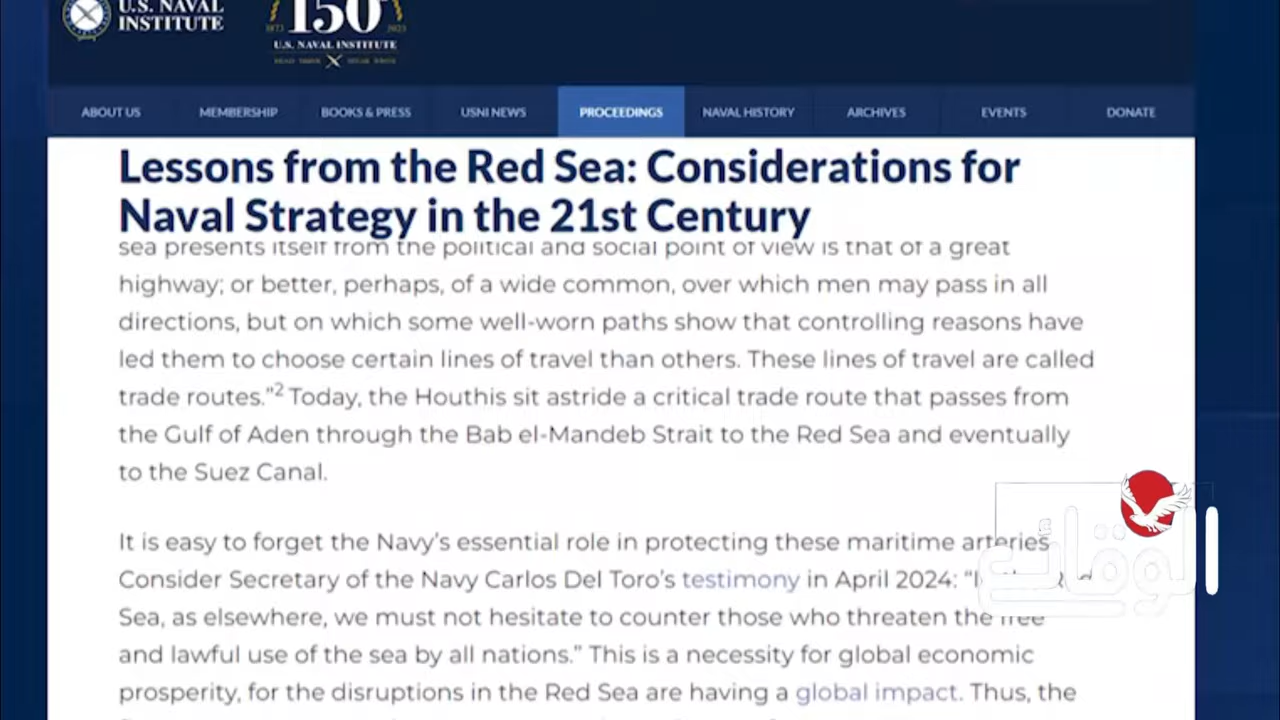 U.S. NAVAL
INSTITUTE
150
1873 2023
U.S. NAVAL INSTITUTE
ABOUT US MEMBERSHIP BOOKS & PRESS USNI NEWS PROCEEDINGS NAVAL HISTORY ARCHIVES EVENTS DONATE
Lessons from the Red Sea: Considerations for
Naval Strategy in the 21st Century
sea presents itself from the political and social point of view is that of a great
highway; or better, perhaps, of a wide common, over which men may pass in all
directions, but on which some well-worn paths show that controlling reasons have
led them to choose certain lines of travel than others. These lines of travel are called
trade routes.”2 Today, the Houthis sit astride a critical trade route that passes from
the Gulf of Aden through the Bab el-Mandeb Strait to the Red Sea and eventually
to the Suez Canal.
It is easy to forget the Navy’s essential role in protecting these maritime arteries
Consider Secretary of the Navy Carlos Del Toro’s testimony in April 2024: “In the Red
Sea, as elsewhere, we must not hesitate to counter those who threaten the free
and lawful use of the sea by all nations.” This is a necessity for global economic
prosperity, for the disruptions in the Red Sea are having a global impact. Thus, the
الوقائع